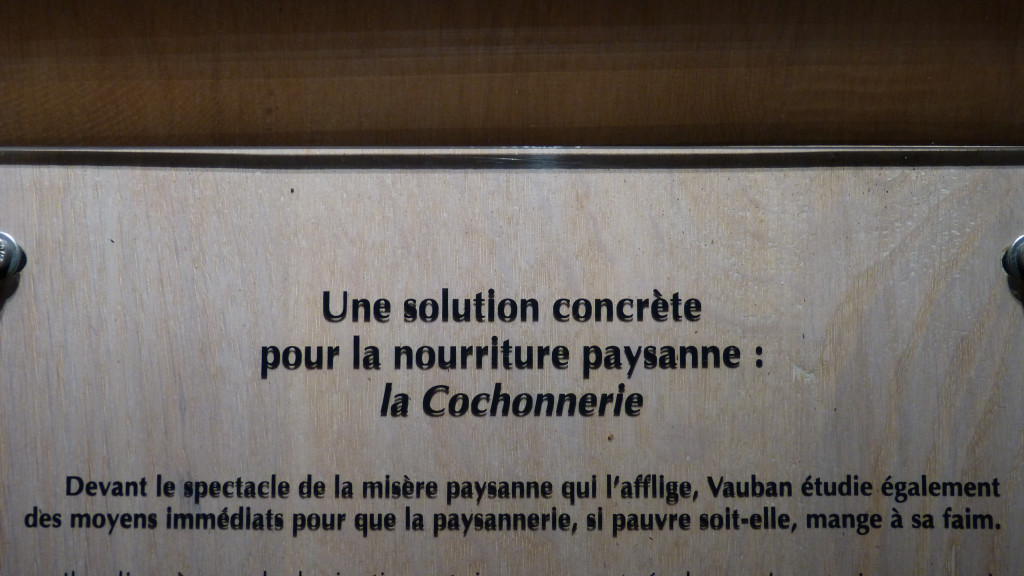 Une solution concrète
pour la nourriture paysanne :
la Cochonnerie
Devant le spectacle de la misère paysanne qui l'afflige, Vauban étudie également
des moyens immédiats pour que la paysannerie, si pauvre soit-elle, mange à sa faim.